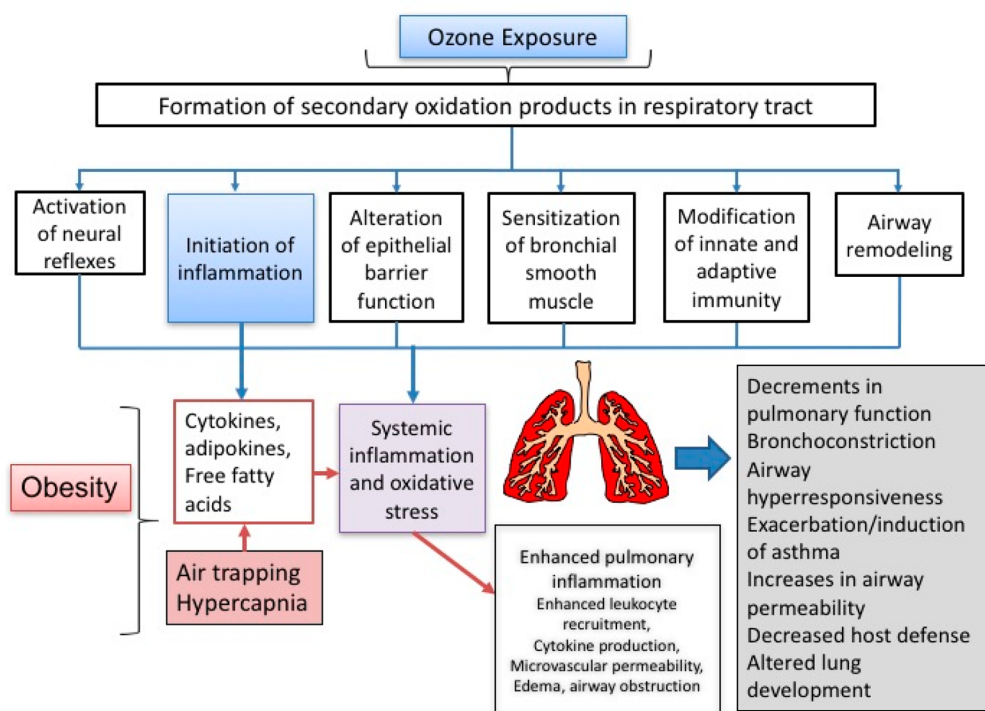 Ozone Exposure
Formation of secondary oxidation products in respiratory tract
Activation
of neural
reflexes
Initiation of
inflammation
Alteration
of epithelial
barrier
function
Sensitization
of bronchial
smooth
muscle
Modification
of innate and
adaptive
immunity
Airway
remodeling
Obesity
Cytokines,
adipokines,
Free fatty
acids
Air trapping
Hypercapnia
Systemic
inflammation
and oxidative
stress
Enhanced pulmonary
inflammation
Enhanced leukocyte
recruitment,
Cytokine production,
Microvascular permeability,
Edema, airway obstruction
Decrements in
pulmonary function
Bronchoconstriction
Airway
hyperresponsiveness
Exacerbation/induction
of asthma
Increases in airway
permeability
Decreased host defense
Altered lung
development